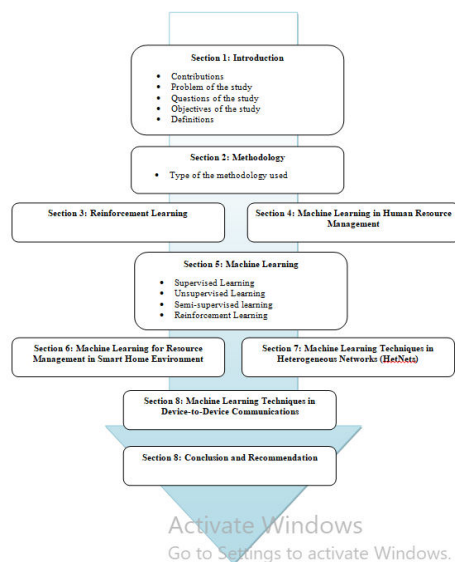 Section 1: Introduction
• Contributions
• Problem of the study
• Questions of the study
• Objectives of the study
• Definitions
Section 2: Methodology
• Type of the methodology used
Section 3: Reinforcement Learning
Section 4: Machine Learning in Human Resource
Management
Section 5: Machine Learning
• Supervised Learning
• Unsupervised Learning
• Semi-supervised learning
• Reinforcement Learning
Section 6: Machine Learning for Resource
Management in Smart Home Environment
Section 7: Machine Learning Techniques in
Heterogeneous Networks (HetNets)
Section 8: Machine Learning Techniques in
Device-to-Device Communications
Section 8: Conclusion and Recommendation
Activate Windows
Go to Settings to activate Windows.